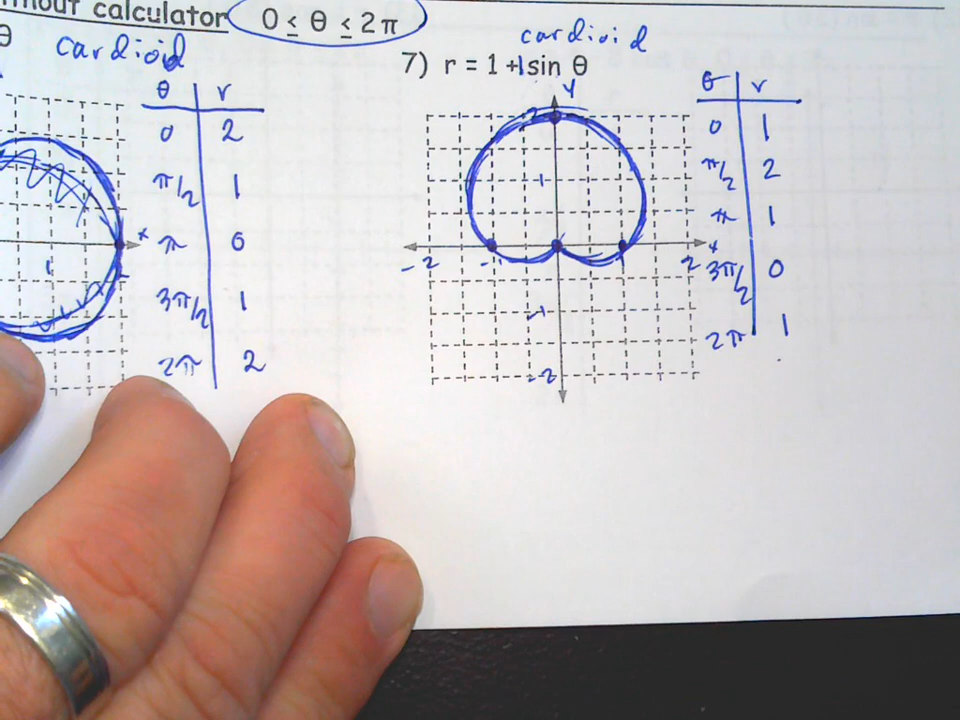 without calculator 0 ≤ θ ≤ 2π
θ cardioid
cardioid
7) r = 1 + 1 sin θ
θ r
0 2
π/2 1
π 0
3π/2 1
2π 2
1
x
y
2
1
-2 -1 2 x
-1
-2
θ r
0 1
π/2 2
π 1
3π/2 0
2π 1